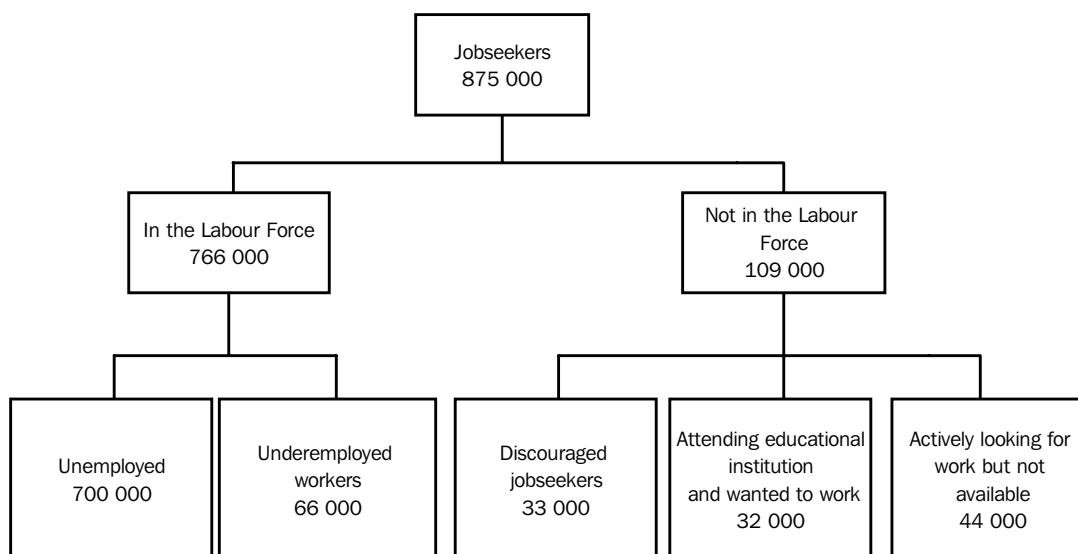 Jobseekers
875 000
In the Labour Force
766 000
Not in the Labour
Force
109 000
Unemployed
700 000
Underemployed
workers
66 000
Discouraged
jobseekers
33 000
Attending educational
institution
and wanted to work
32 000
Actively looking for
work but not
available
44 000